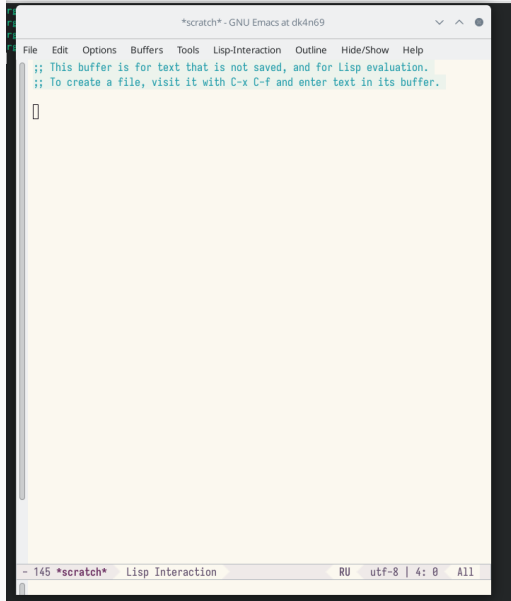 *scratch* - GNU Emacs at dk4n69
File Edit Options Buffers Tools Lisp-Interaction Outline Hide/Show Help
;; This buffer is for text that is not saved, and for Lisp evaluation.
;; To create a file, visit it with C-x C-f and enter text in its buffer.
- 145 *scratch* Lisp Interaction RU utf-8 | 4: 0 All